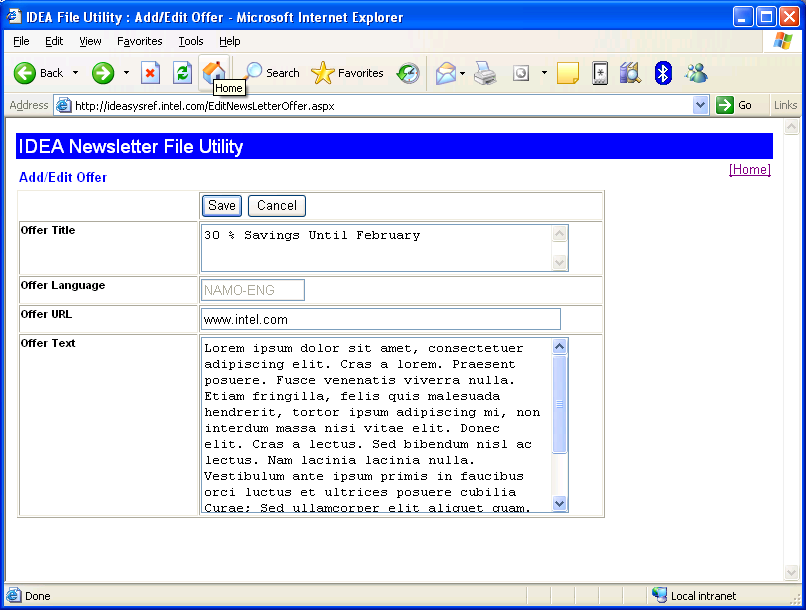 IDEA File Utility : Add/Edit Offer - Microsoft Internet Explorer
File Edit View Favorites Tools Help
Back Search Favorites
Home
Address http://ideasysref.intel.com/EditNewsLetterOffer.aspx Go Links
IDEA Newsletter File Utility
[Home]
Add/Edit Offer
Save Cancel
Offer Title 30 % Savings Until February
Offer Language NAMO-ENG
Offer URL www.intel.com
Offer Text Lorem ipsum dolor sit amet, consectetuer
adipiscing elit. Cras a lorem. Praesent
posuere. Fusce venenatis viverra nulla.
Etiam fringilla, felis quis malesuada
hendrerit, tortor ipsum adipiscing mi, non
interdum massa nisi vitae elit. Donec
elit. Cras a lectus. Sed bibendum nisl ac
lectus. Nam lacinia lacinia nulla.
Vestibulum ante ipsum primis in faucibus
orci luctus et ultrices posuere cubilia
Curae; Sed ullamcorper elit aliquet quam.
Done Local intranet